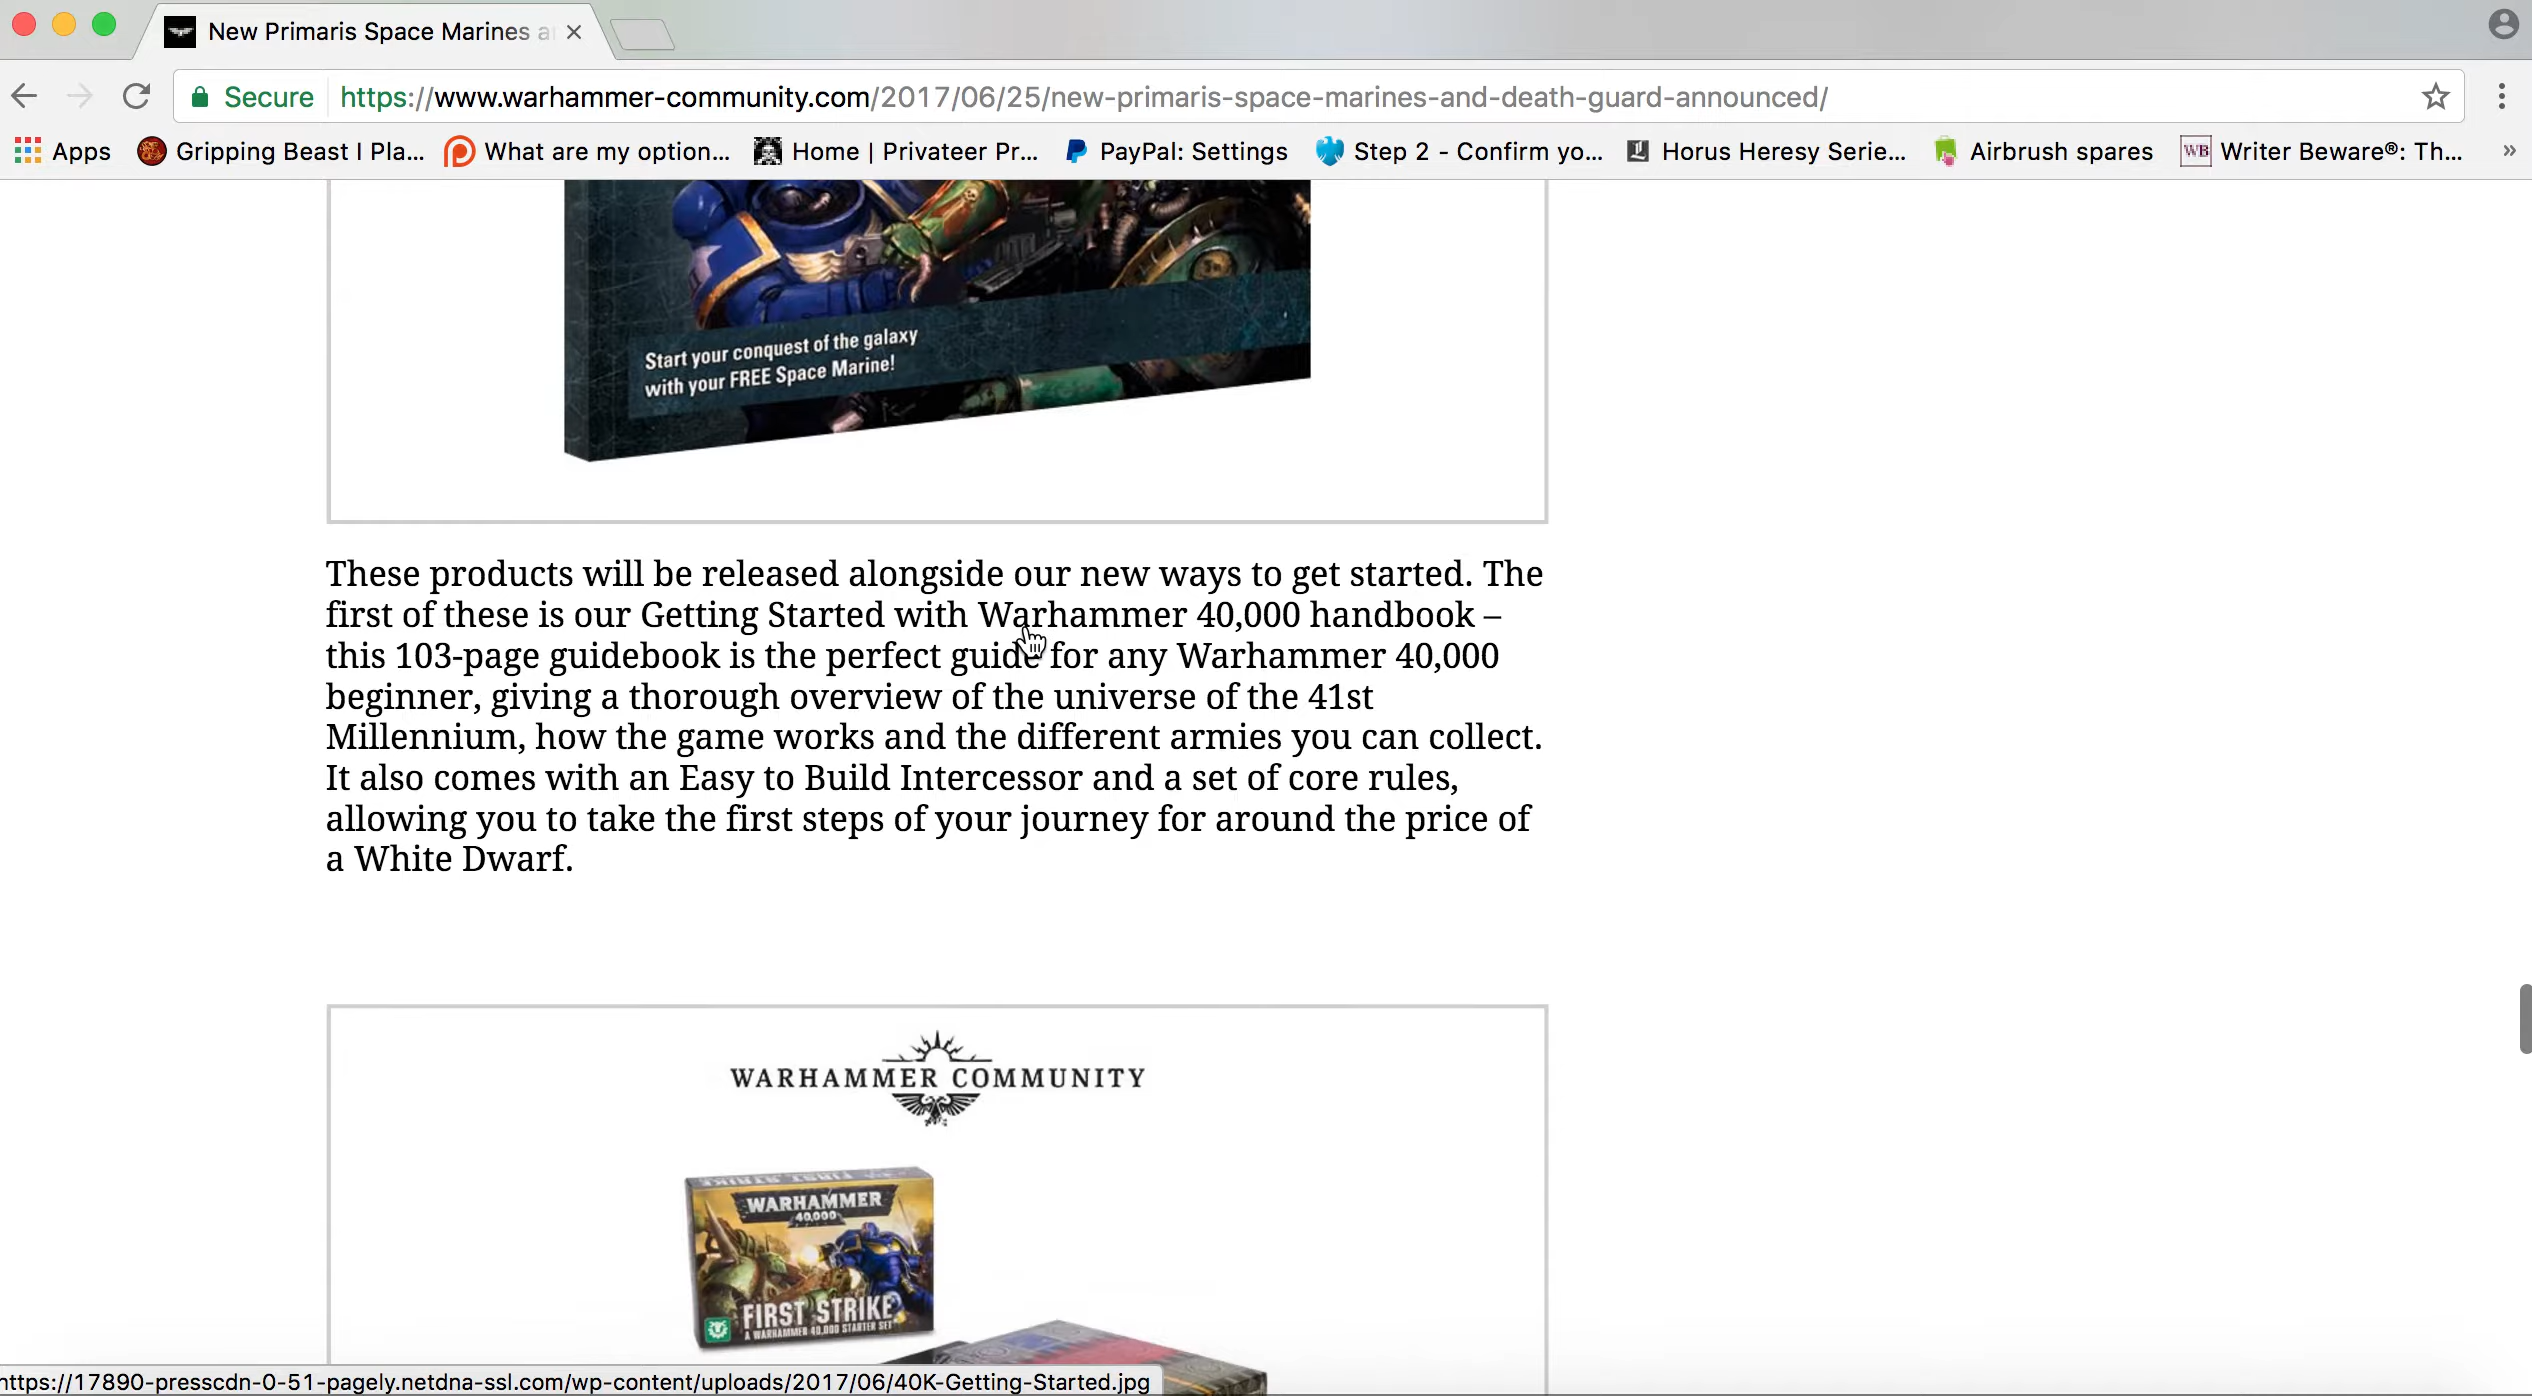 New Primaris Space Marines a
Secure https://www.warhammer-community.com/2017/06/25/new-primaris-space-marines-and-death-guard-announced/
Apps Gripping Beast I Pla... What are my option... Home | Privateer Pr... PayPal: Settings Step 2 - Confirm yo... Horus Heresy Serie... Airbrush spares WB Writer Beware®: Th... »
Start your conquest of the galaxy
with your FREE Space Marine!
These products will be released alongside our new ways to get started. The
first of these is our Getting Started with Warhammer 40,000 handbook –
this 103-page guidebook is the perfect guide for any Warhammer 40,000
beginner, giving a thorough overview of the universe of the 41st
Millennium, how the game works and the different armies you can collect.
It also comes with an Easy to Build Intercessor and a set of core rules,
allowing you to take the first steps of your journey for around the price of
a White Dwarf.
WARHAMMER COMMUNITY
FIRST STRIKE
WARHAMMER
40,000
FIRST STRIKE
A WARHAMMER 40,000 STARTER SET
https://17890-presscdn-0-51-pagely.netdna-ssl.com/wp-content/uploads/2017/06/40K-Getting-Started.jpg